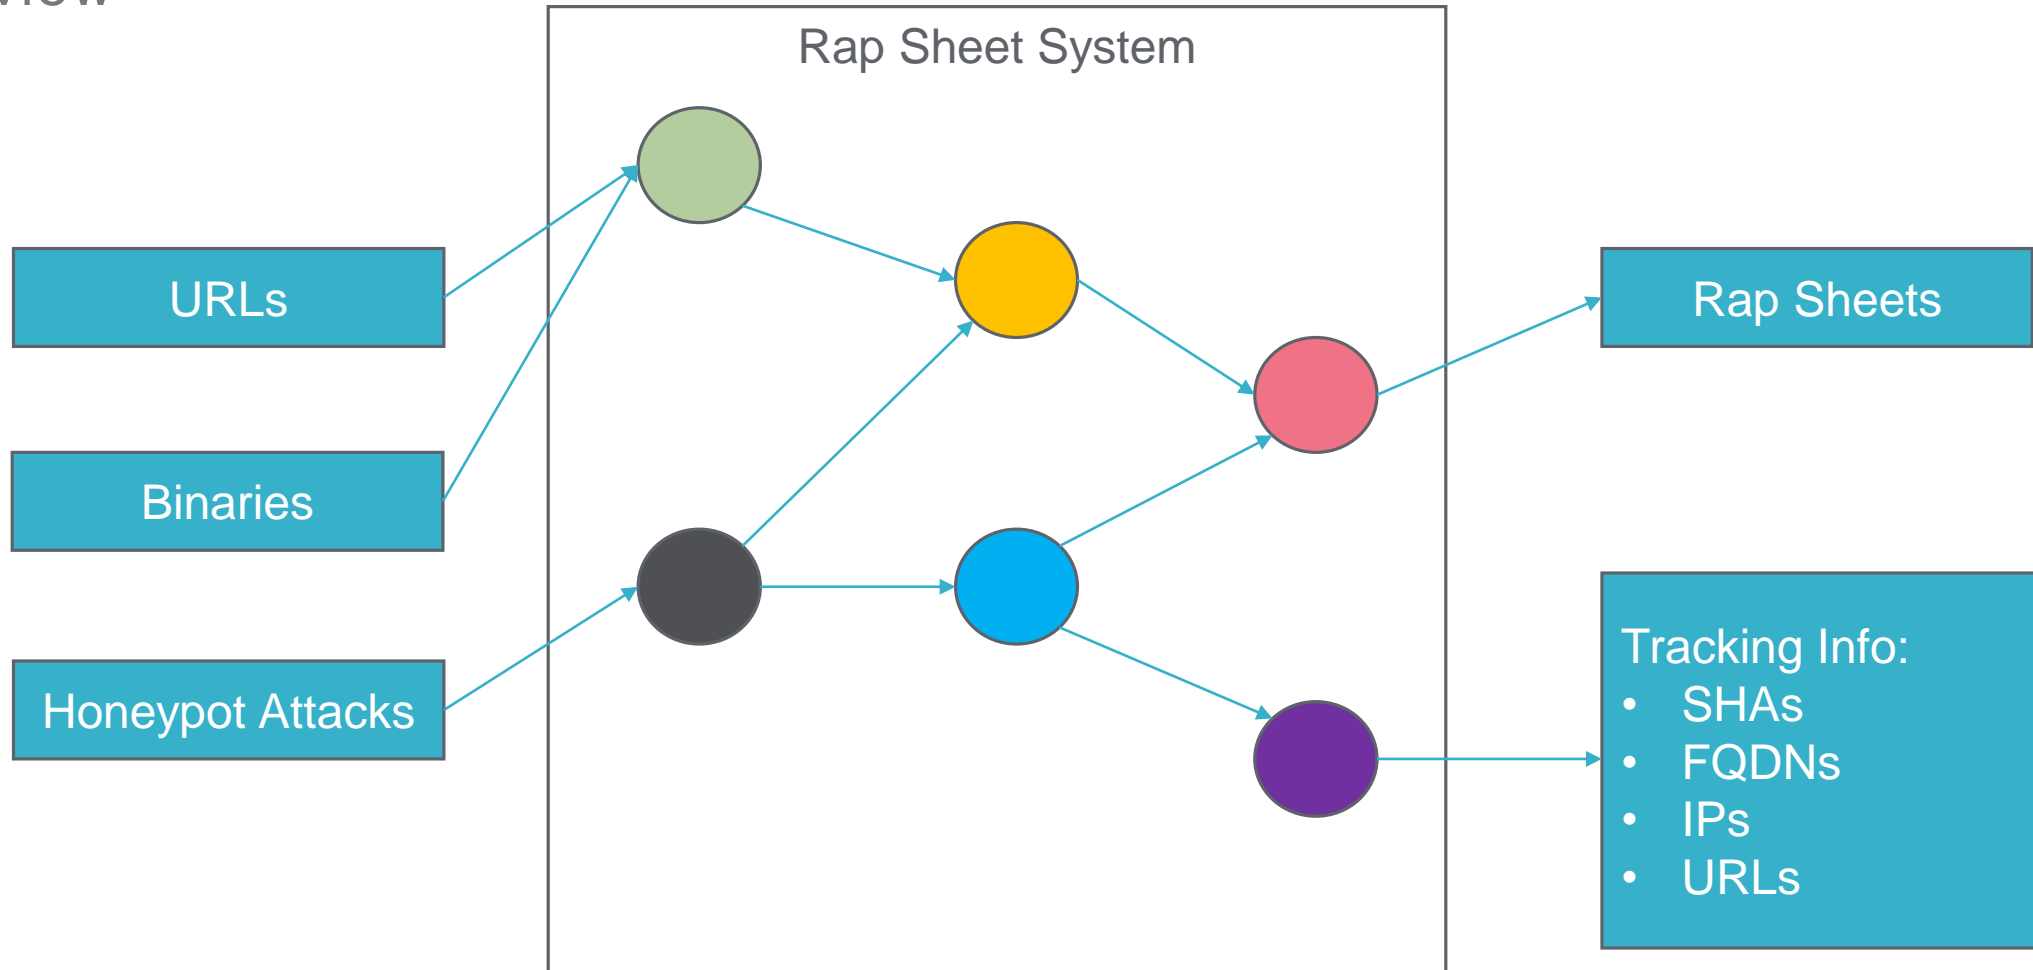 Rap Sheet System
URLs
Binaries
Honeypot Attacks
Rap Sheets
Tracking Info:
• SHAs
• FQDNs
• IPs
• URLs